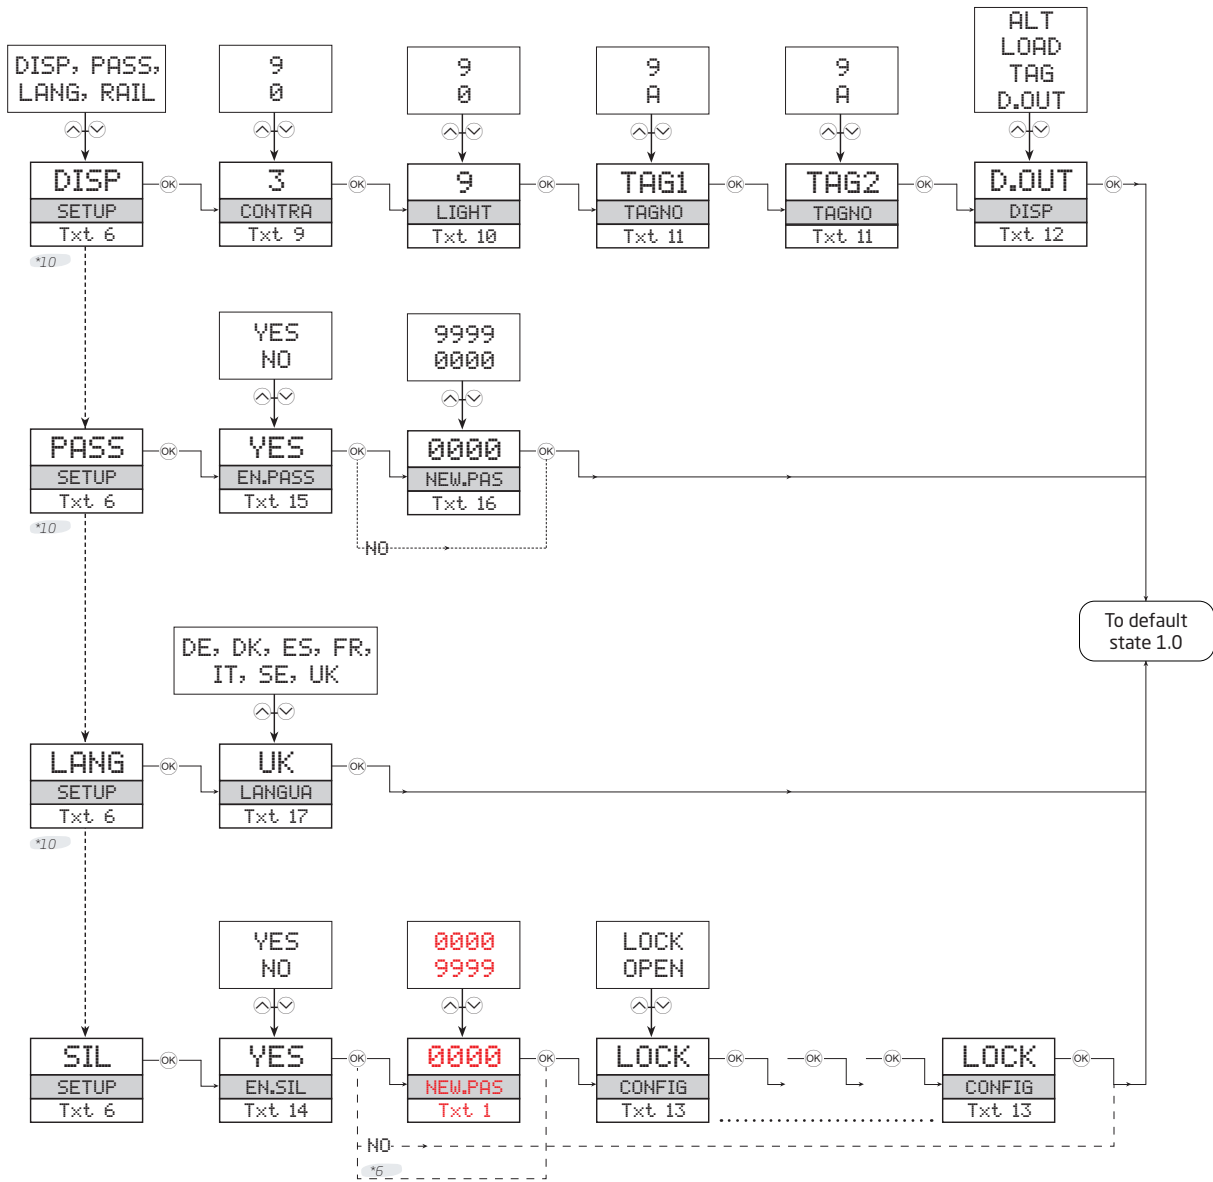 DISP, PASS,
LANG, RAIL
9
0
9
0
9
A
9
A
ALT
LOAD
TAG
D.OUT
DISP
SETUP
Txt 6
*10
OK
3
CONTRA
Txt 9
OK
9
LIGHT
Txt 10
OK
TAG1
TAGNO
Txt 11
OK
TAG2
TAGNO
Txt 11
OK
D.OUT
DISP
Txt 12
OK
YES
NO
9999
0000
PASS
SETUP
Txt 6
*10
OK
YES
EN.PASS
Txt 15
OK
0000
NEW.PAS
Txt 16
OK
NO
To default
state 1.0
DE, DK, ES, FR,
IT, SE, UK
LANG
SETUP
Txt 6
*10
OK
UK
LANGUA
Txt 17
OK
YES
NO
0000
9999
LOCK
OPEN
SIL
SETUP
Txt 6
OK
YES
EN.SIL
Txt 14
OK
0000
NEW.PAS
Txt 1
OK
LOCK
CONFIG
Txt 13
OK
OK
OK
LOCK
CONFIG
Txt 13
OK
NO
*6